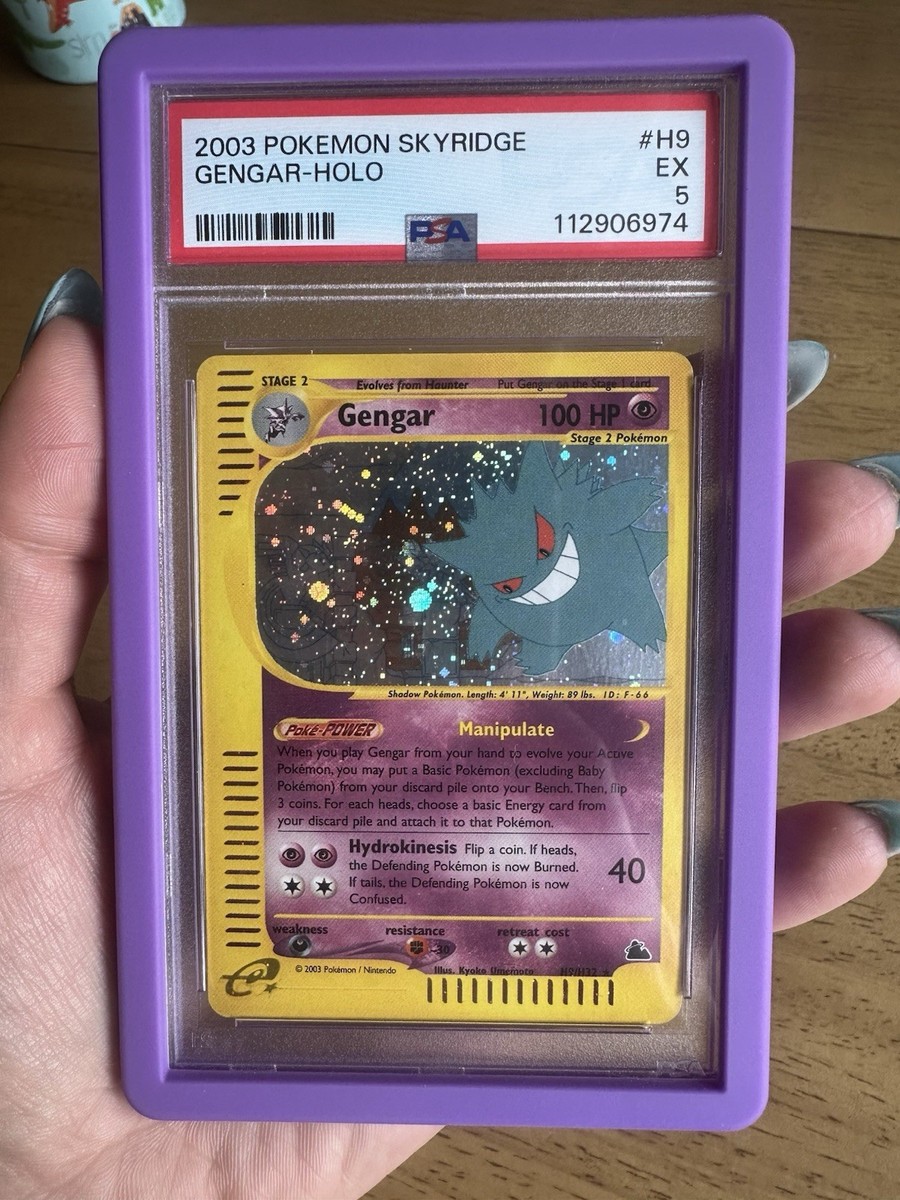 2003 POKEMON SKYRIDGE #H9
GENGAR-HOLO EX
5
112906974
PSA
STAGE 2 Evolves from Haunter Put Gengar on the Stage 1 card
Gengar 100 HP
Stage 2 Pokémon
Shadow Pokémon. Length: 4' 11", Weight: 89 lbs. ID: F-66
Poké-POWER Manipulate
When you play Gengar from your hand to evolve your Active
Pokémon, you may put a Basic Pokémon (excluding Baby
Pokémon) from your discard pile onto your Bench. Then, flip
3 coins. For each heads, choose a basic Energy card from
your discard pile and attach it to that Pokémon.
Hydrokinesis Flip a coin. If heads,
the Defending Pokémon is now Burned.
If tails, the Defending Pokémon is now
Confused.
40
weakness resistance retreat cost
-30
© 2003 Pokémon / Nintendo Illus. Kyoko Umemoto H9/H32